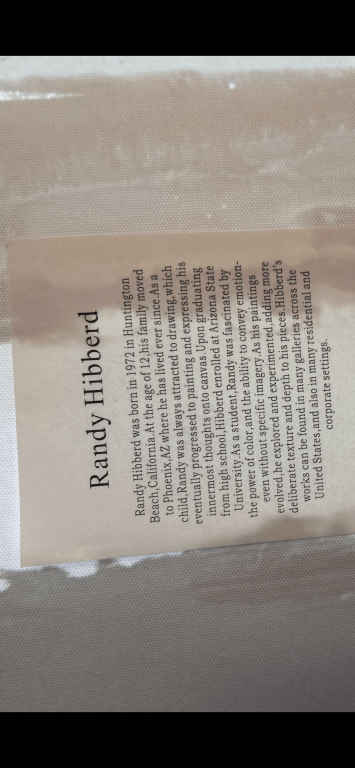 Randy Hibberd
Randy Hibberd was born in 1972 in Huntington
Beach,California.At the age of 12,his family moved
to Phoenix,AZ where he has lived ever since.As a
child,Randy was always attracted to drawing,which
eventually progressed to painting and expressing his
innermost thoughts onto canvas.Upon graduating
from high school,Hibberd enrolled at Arizona State
University.As a student,Randy was fascinated by
the power of color,and the ability to convey emotion-
even without specific imagery.As his paintings
evolved,he explored and experimented,adding more
deliberate texture and depth to his pieces.Hibberd's
works can be found in many galleries across the
United States,and also in many residential and
corporate settings.